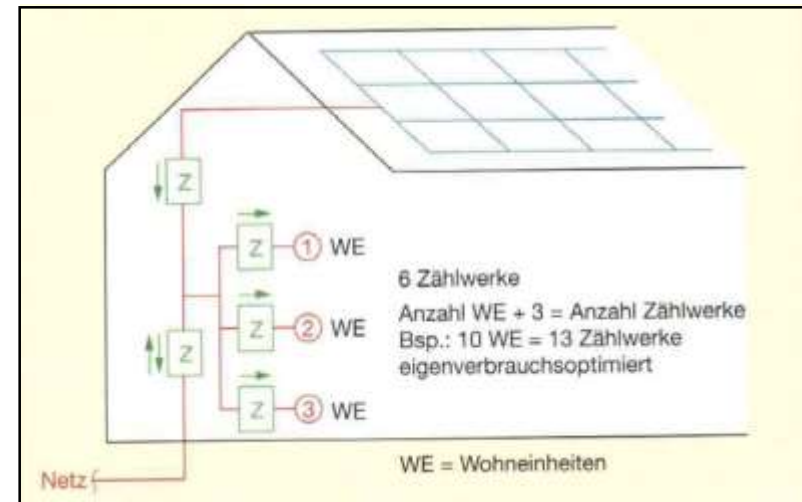 Z
Z
1 WE
Z
2 WE
Z
Z
3 WE
6 Zählwerke
Anzahl WE + 3 = Anzahl Zählwerke
Bsp.: 10 WE = 13 Zählwerke
eigenverbrauchsoptimiert
WE = Wohneinheiten
Netz